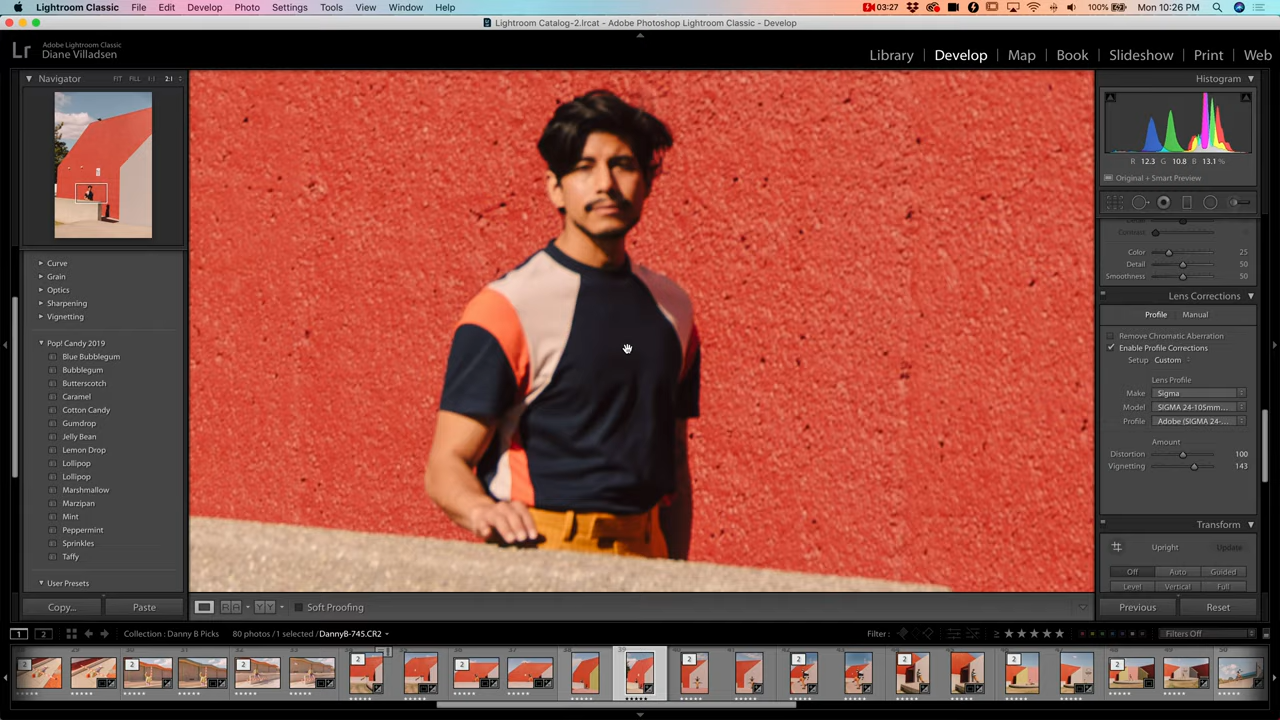 Lightroom Classic File Edit Develop Photo Settings Tools View Window Help 03:27 100% Mon 10:26 PM
Lightroom Catalog-2.lrcat - Adobe Photoshop Lightroom Classic - Develop
Lr Adobe Lightroom Classic
Diane Villadsen
Library Develop Map Book Slideshow Print Web
Navigator FIT FILL 1:1 2:1
Curve
Grain
Optics
Sharpening
Vignetting
Pop! Candy 2019
Blue Bubblegum
Bubblegum
Butterscotch
Caramel
Cotton Candy
Gumdrop
Jelly Bean
Lemon Drop
Lollipop
Lollipop
Marshmallow
Marzipan
Mint
Peppermint
Sprinkles
Taffy
User Presets
Copy... Paste
Soft Proofing
Histogram
R 12.3 G 10.8 B 13.1 %
Original + Smart Preview
Detail
Contrast
Color 25
Detail 50
Smoothness 50
Lens Corrections
Profile Manual
Remove Chromatic Aberration
Enable Profile Corrections
Setup Custom
Lens Profile
Make Sigma
Model SIGMA 24-105mm...
Profile Adobe (SIGMA 24-...
Amount
Distortion 100
Vignetting 143
Transform
Upright Update
Off Auto Guided
Level Vertical Full
Previous Reset
1 2 Collection : Danny B Picks 80 photos / 1 selected / DannyB-745.CR2 Filter : Filters Off